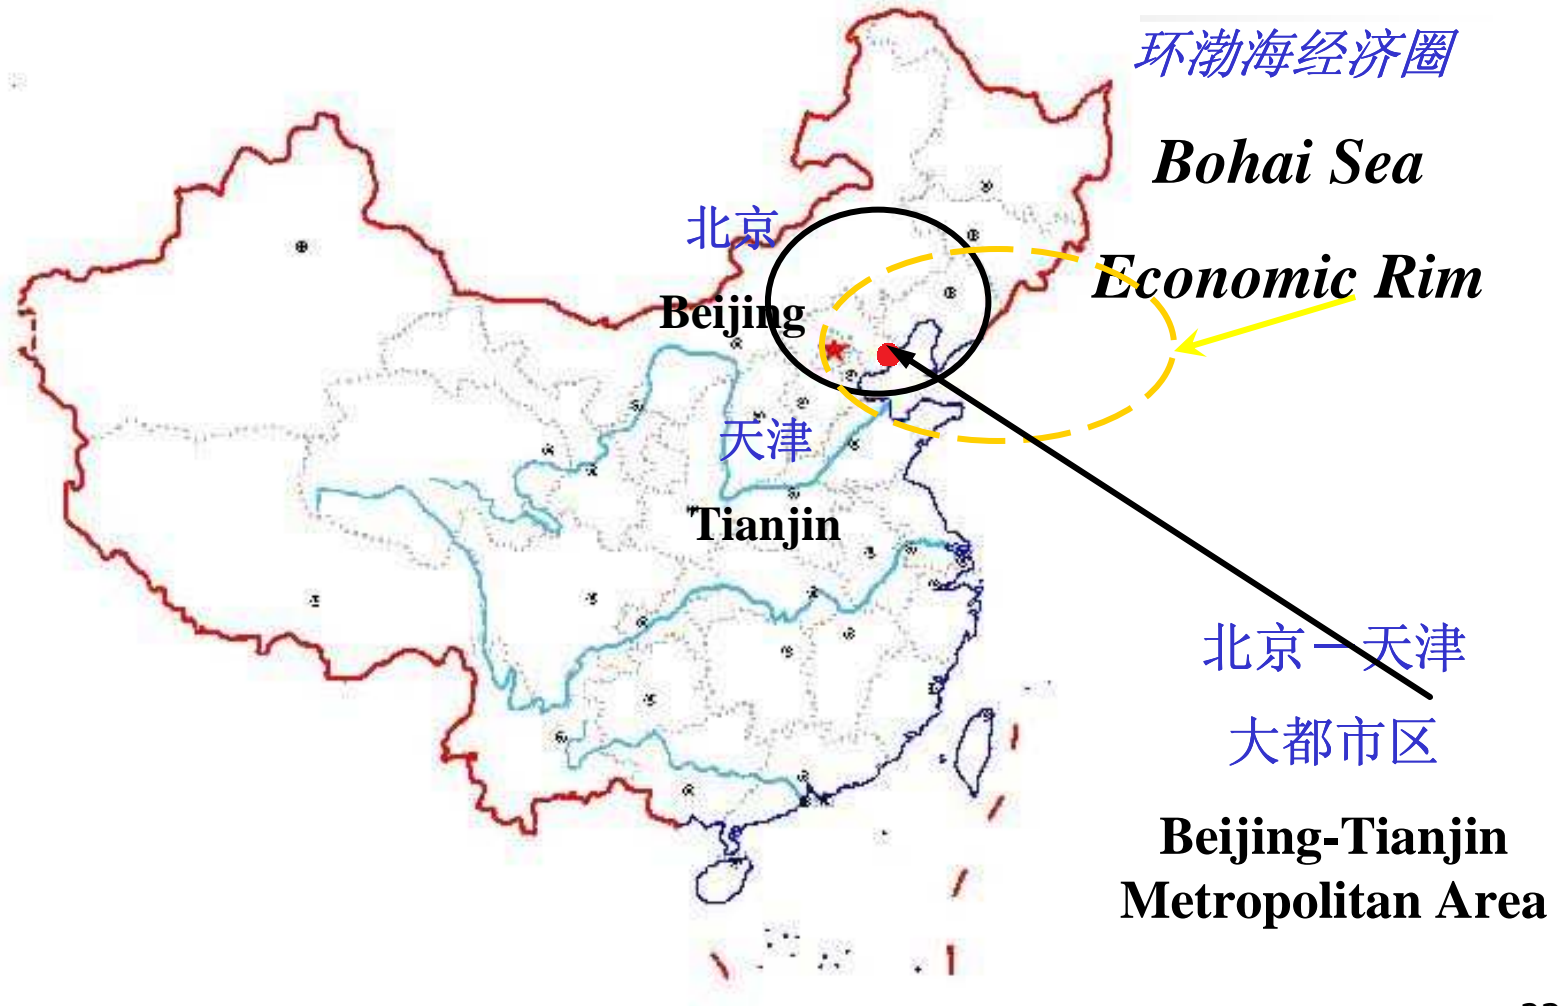 环渤海经济圈
Bohai Sea
Economic Rim
北京
Beijing
天津
Tianjin
北京－天津
大都市区
Beijing-Tianjin
Metropolitan Area